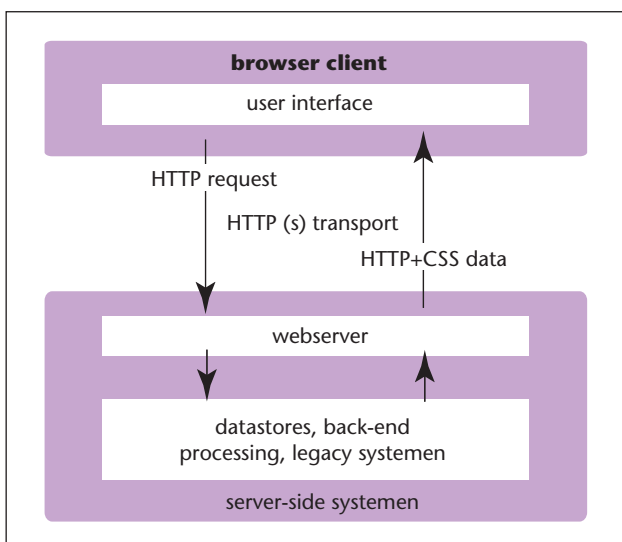 browser client
user interface
HTTP request
HTTP (s) transport
HTTP+CSS data
webserver
datastores, back-end
processing, legacy systemen
server-side systemen